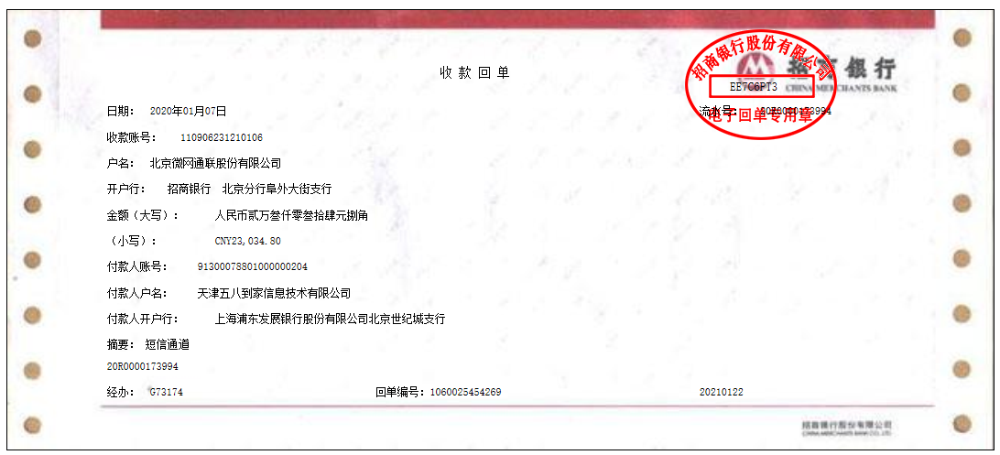 收款回单
招商银行股份有限公司
招商银行
EE7C6PT3
CHINA MERCHANTS BANK
日期： 2020年01月07日
流水号：
电子回单专用章
收款账号： 110906231210106
户名： 北京微网通联股份有限公司
开户行： 招商银行 北京分行阜外大街支行
金额（大写）： 人民币贰万叁仟零叁拾肆元捌角
（小写）： CNY23,034.80
付款人账号： 91300078801000000204
付款人户名： 天津五八到家信息技术有限公司
付款人开户行： 上海浦东发展银行股份有限公司北京世纪城支行
摘要： 短信通道
20R0000173994
经办： G73174 回单编号：1060025454269 20210122
招商银行股份有限公司
CHINA MERCHANTS BANK CO., LTD.